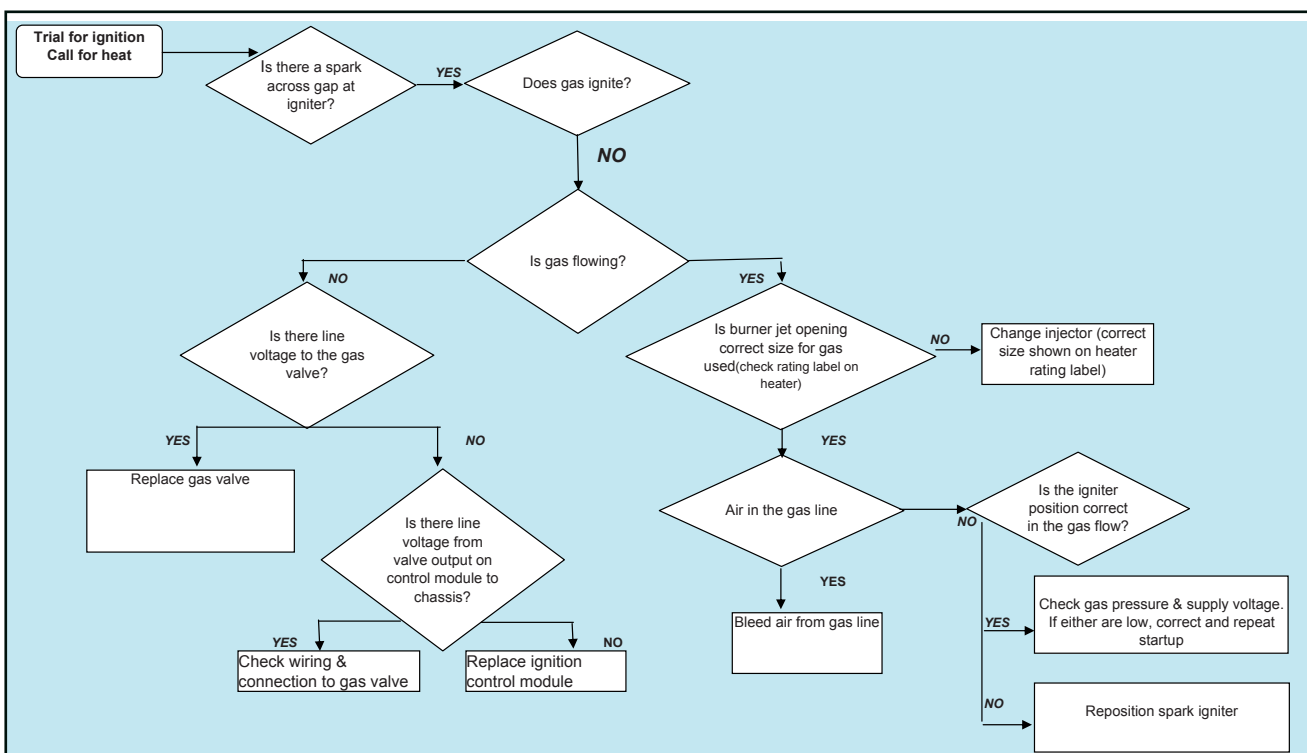 Trial for ignition
Call for heat
Is there a spark
across gap at
igniter?
YES
Does gas ignite?
NO
Is gas flowing?
NO
YES
Is there line
voltage to the gas
valve?
Is burner jet opening
correct size for gas
used(check rating label on
heater)
NO
Change injector (correct
size shown on heater
rating label)
YES
NO
YES
Replace gas valve
Is there line
voltage from
valve output on
control module to
chassis?
Air in the gas line
NO
Is the igniter
position correct
in the gas flow?
YES
Bleed air from gas line
YES
Check gas pressure & supply voltage.
If either are low, correct and repeat
startup
YES
NO
Check wiring &
connection to gas valve
Replace ignition
control module
NO
Reposition spark igniter